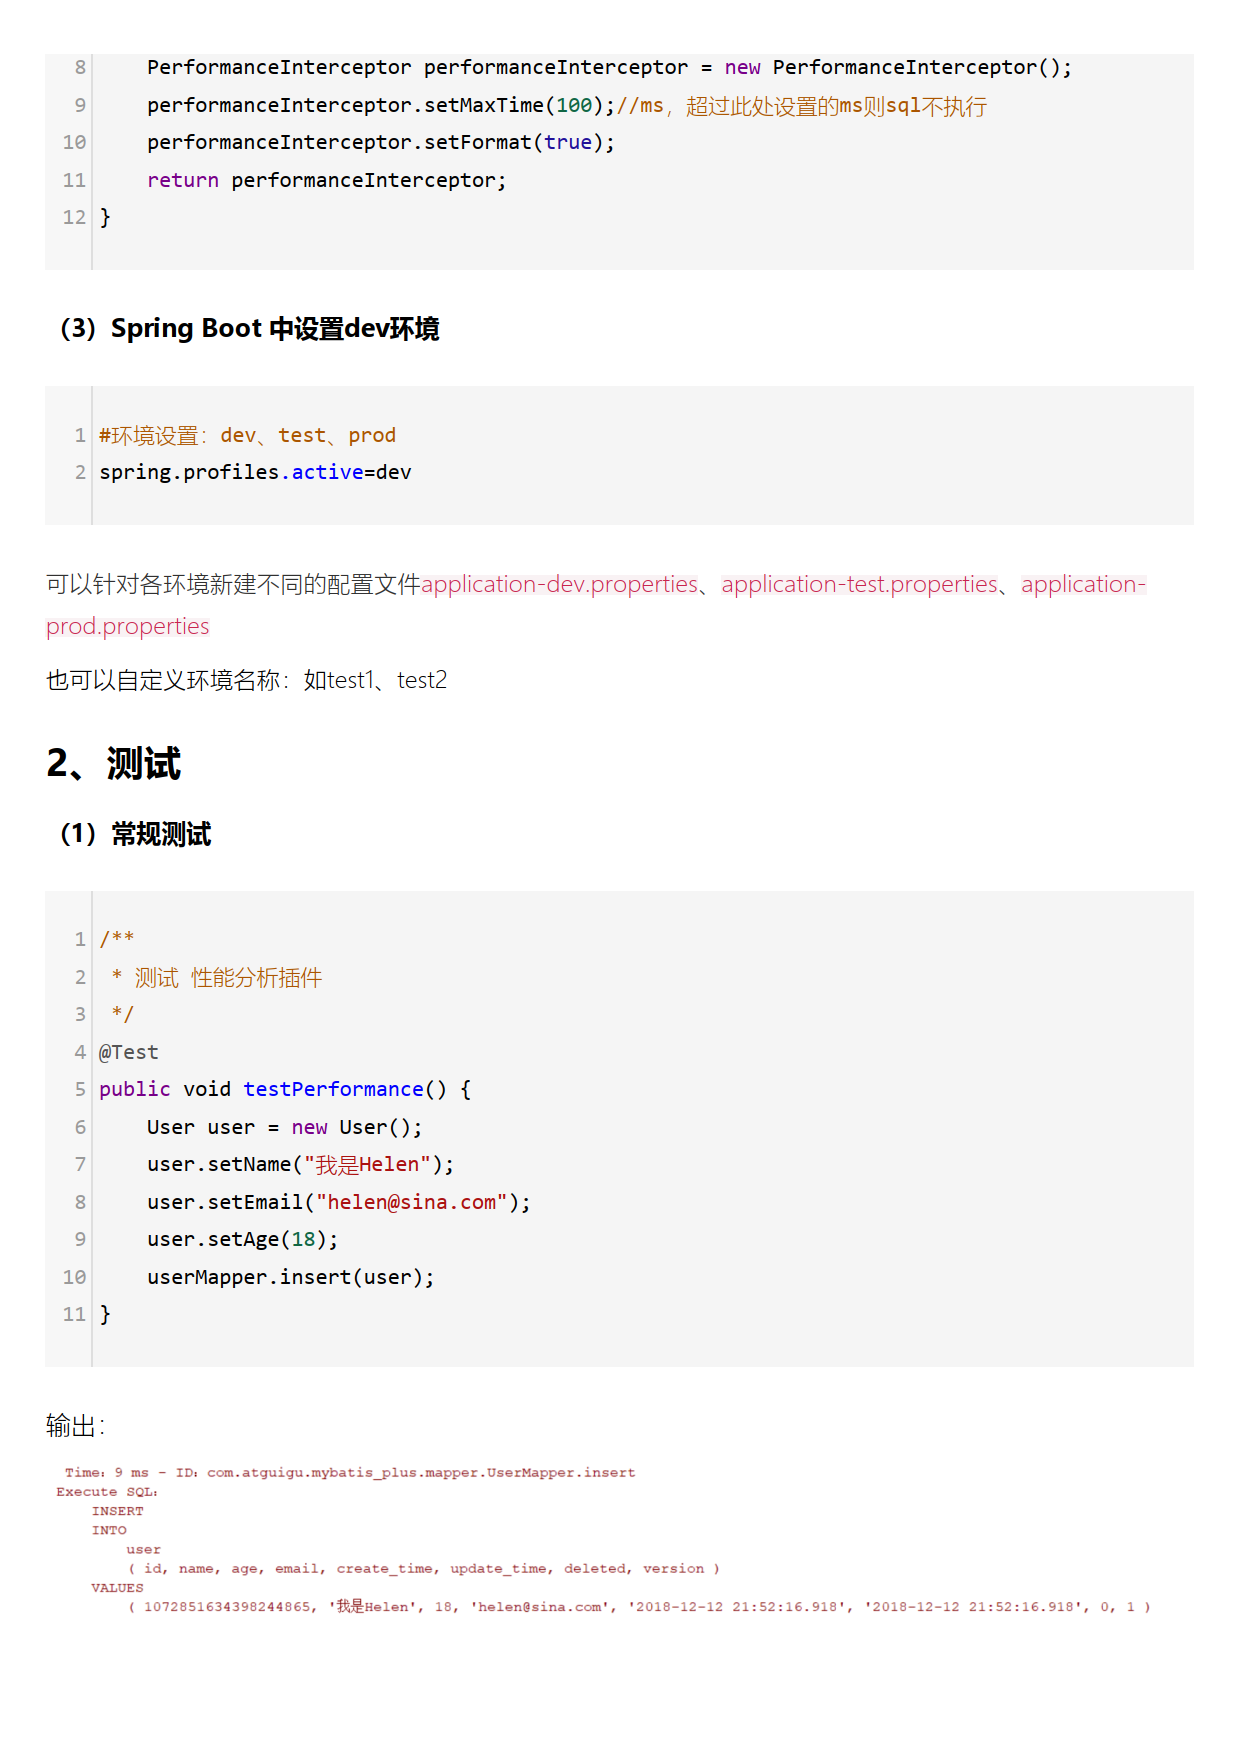 8     PerformanceInterceptor performanceInterceptor = new PerformanceInterceptor();
9     performanceInterceptor.setMaxTime(100);//ms，超过此处设置的ms则sql不执行
10     performanceInterceptor.setFormat(true);
11     return performanceInterceptor;
12 }
（3）Spring Boot 中设置dev环境
1 #环境设置：dev、test、prod
2 spring.profiles.active=dev
可以针对各环境新建不同的配置文件application-dev.properties、application-test.properties、application-
prod.properties
也可以自定义环境名称：如test1、test2
2、测试
（1）常规测试
1 /**
2  * 测试 性能分析插件
3  */
4 @Test
5 public void testPerformance() {
6     User user = new User();
7     user.setName("我是Helen");
8     user.setEmail("helen@sina.com");
9     user.setAge(18);
10     userMapper.insert(user);
11 }
输出：
Time：9 ms - ID：com.atguigu.mybatis_plus.mapper.UserMapper.insert
Execute SQL：
INSERT
INTO
user
( id, name, age, email, create_time, update_time, deleted, version )
VALUES
( 1072851634398244865, '我是Helen', 18, 'helen@sina.com', '2018-12-12 21:52:16.918', '2018-12-12 21:52:16.918', 0, 1 )